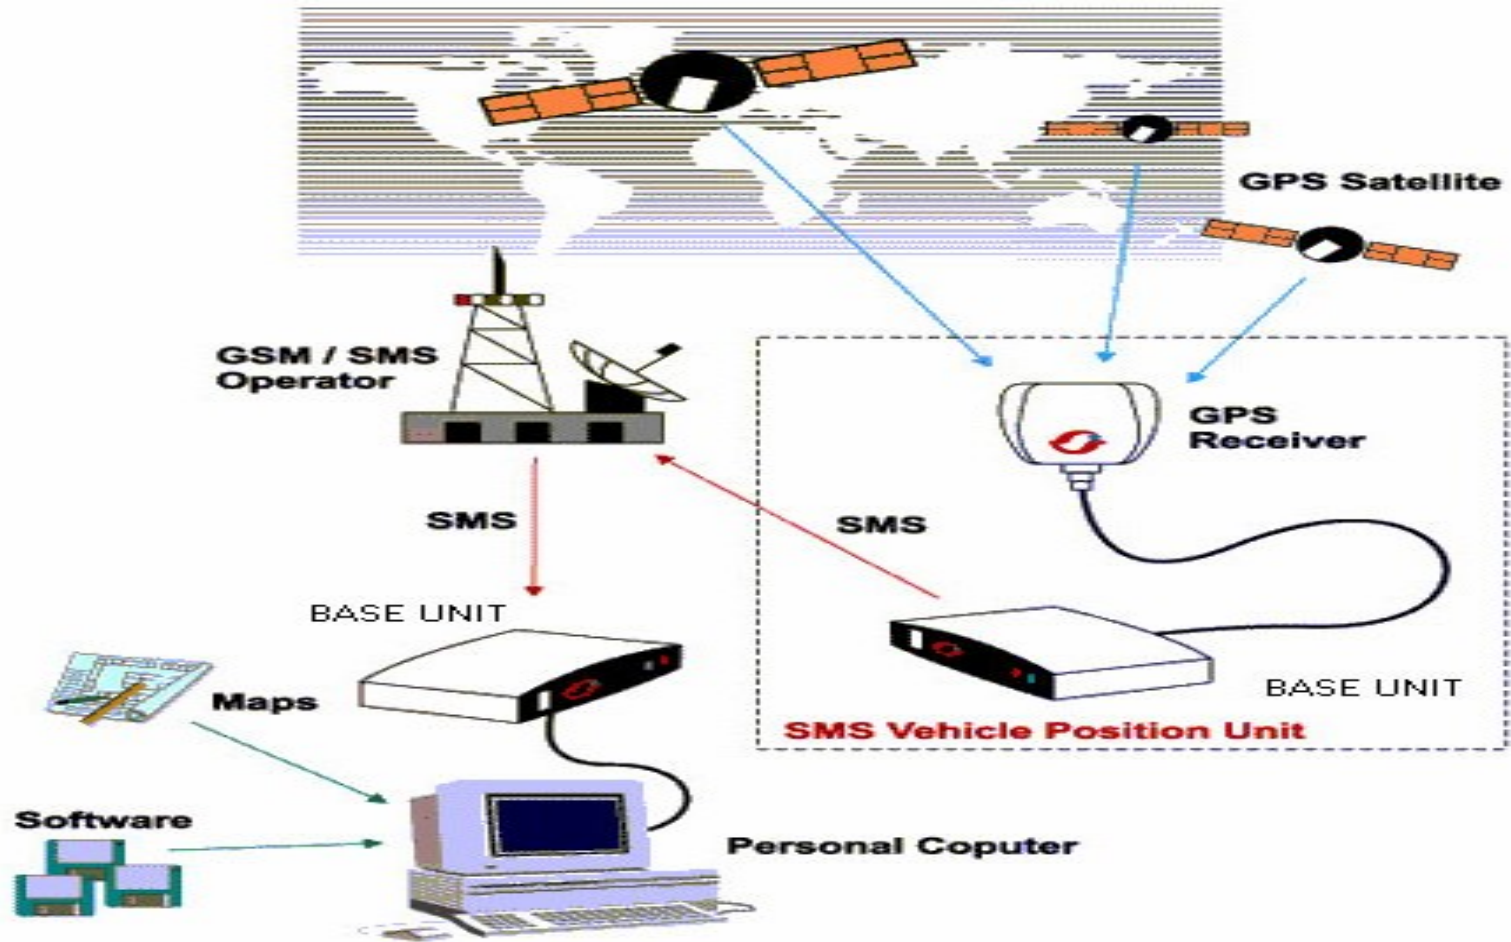 GPS Satellite
GSM / SMS
Operator
GPS
Receiver
SMS
SMS
BASE UNIT
BASE UNIT
Maps
SMS Vehicle Position Unit
Software
Personal Coputer